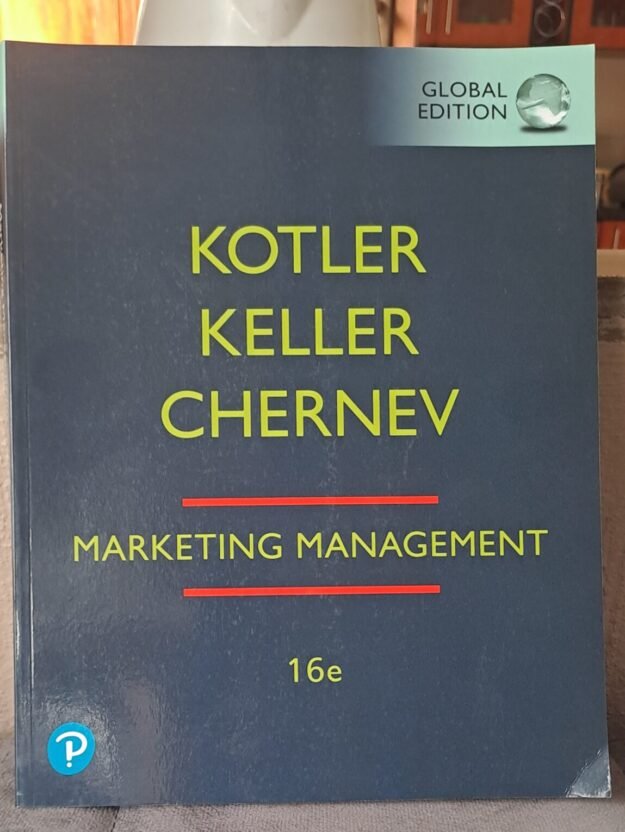 GLOBAL
EDITION
KOTLER
KELLER
CHERNEV
MARKETING MANAGEMENT
16e
P